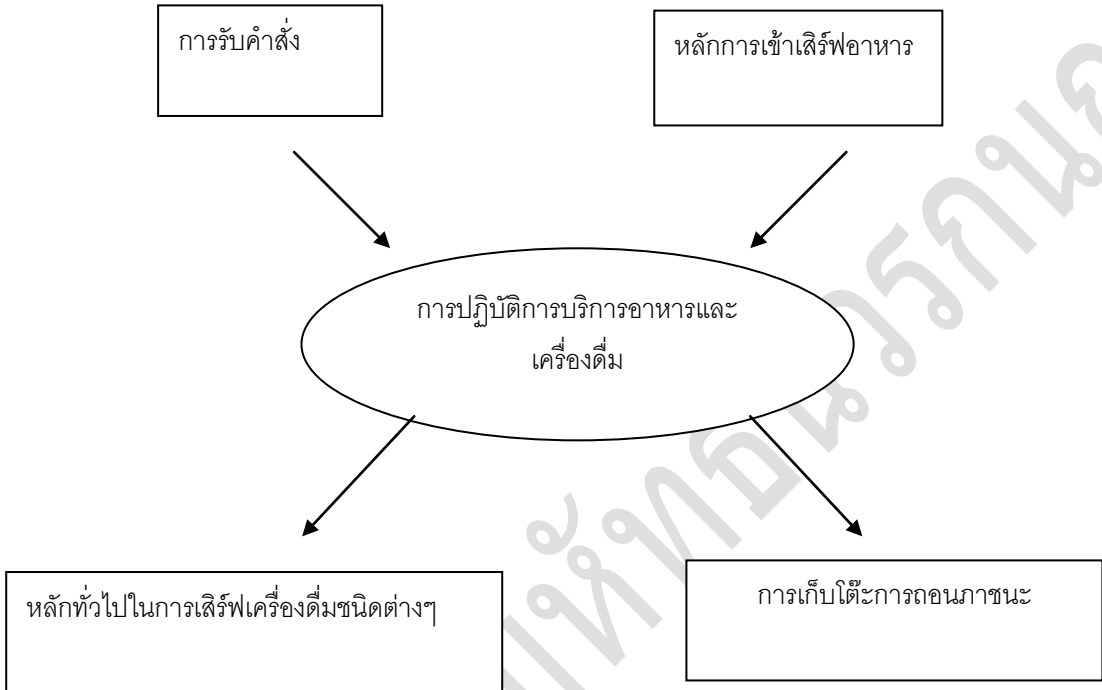 การรับคำสั่ง
หลักการเข้าเสิร์ฟอาหาร
การปฏิบัติการบริการอาหารและ
เครื่องดื่ม
หลักทั่วไปในการเสิร์ฟเครื่องดื่มชนิดต่างๆ
การเก็บโต๊ะการถอนภาชนะ